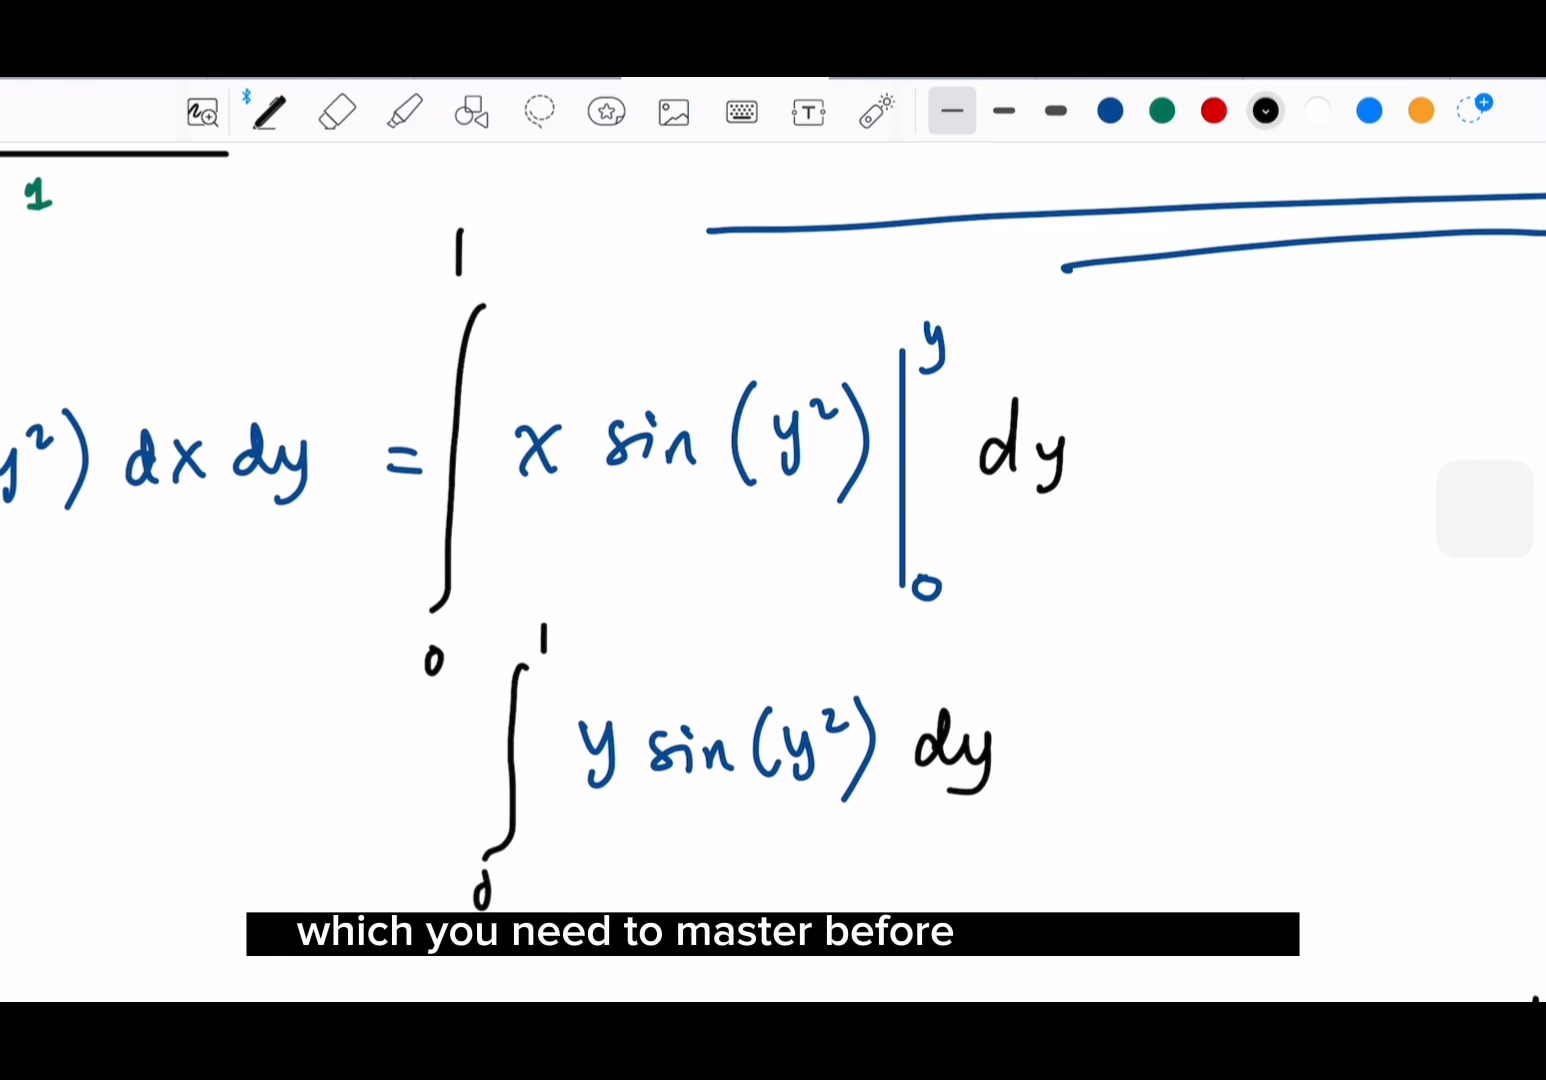 T
1
y²) dx dy = ∫₀¹ x sin (y²) |₀ʸ dy
∫₀¹ y sin (y²) dy
which you need to master before